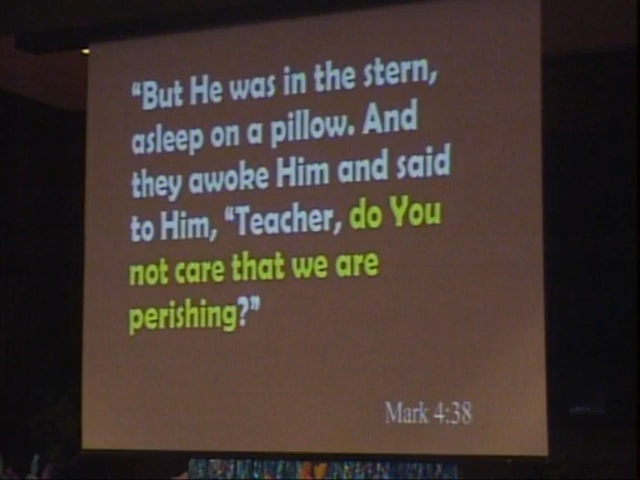 “But He was in the stern,
asleep on a pillow. And
they awoke Him and said
to Him, “Teacher, do You
not care that we are
perishing?”
Mark 4:38